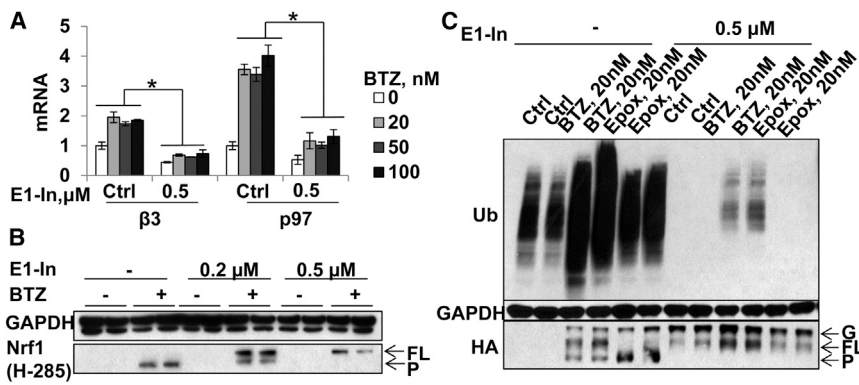 A
5
4
3
2
1
0
mRNA
*
*
BTZ, nM
0
20
50
100
E1-In,µM
Ctrl
0.5
Ctrl
0.5
β3
p97
B
E1-In
-
0.2 µM
0.5 µM
BTZ
-
+
-
+
-
+
GAPDH
Nrf1
(H-285)
FL
P
C
E1-In
-
0.5 µM
Ctrl
Ctrl
BTZ, 20nM
BTZ, 20nM
Epox, 20nM
Epox, 20nM
Ctrl
Ctrl
BTZ, 20nM
BTZ, 20nM
Epox, 20nM
Epox, 20nM
Ub
GAPDH
HA
G
FL
P